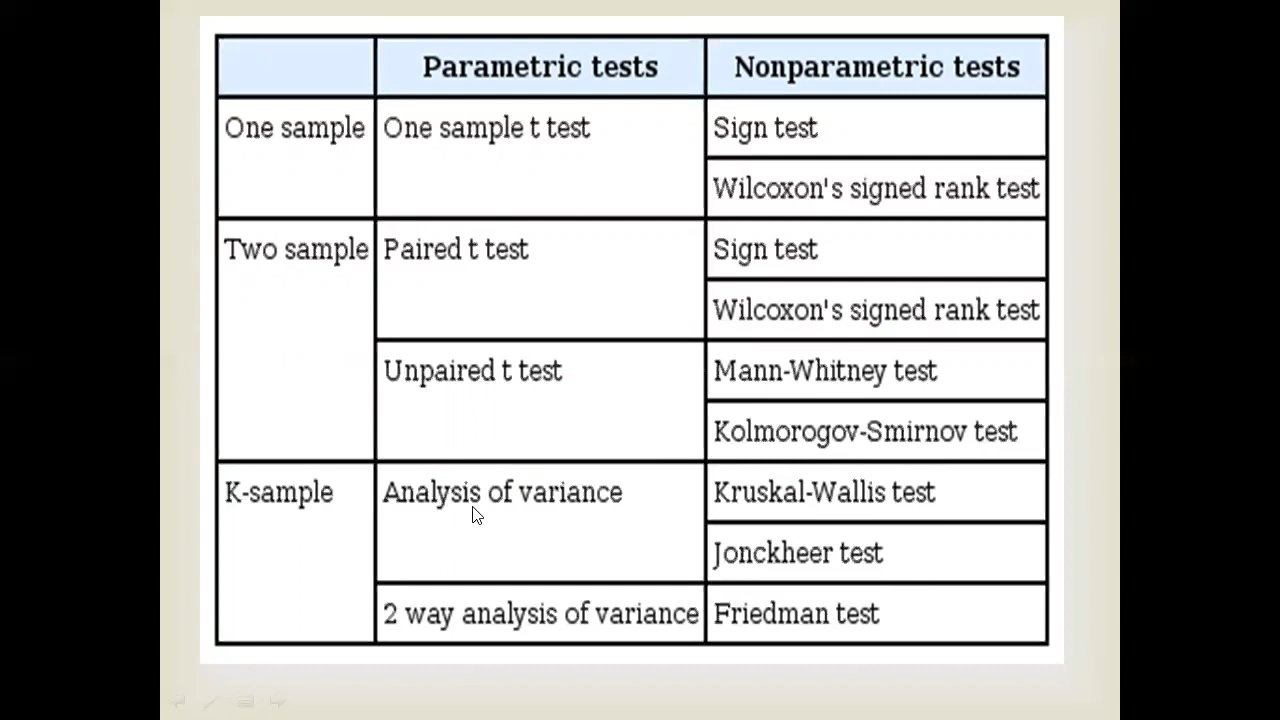 Parametric tests Nonparametric tests
One sample One sample t test Sign test
Wilcoxon's signed rank test
Two sample Paired t test Sign test
Wilcoxon's signed rank test
Unpaired t test Mann-Whitney test
Kolmorogov-Smirnov test
K-sample Analysis of variance Kruskal-Wallis test
Jonckheer test
2 way analysis of variance Friedman test